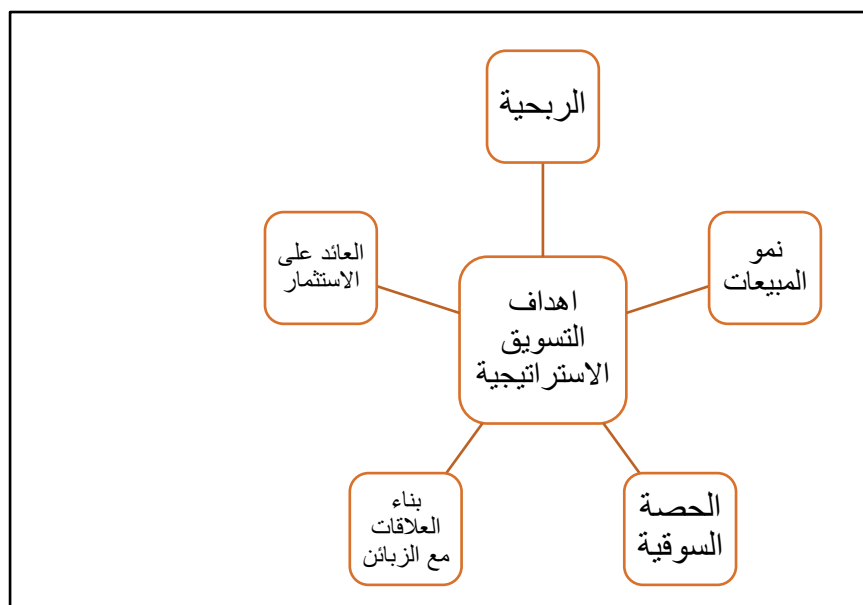 الربحية
نمو
المبيعات
العائد على
الاستثمار
اهداف
التسويق
الاستراتيجية
الحصة
السوقية
بناء
العلاقات
مع الزبائن